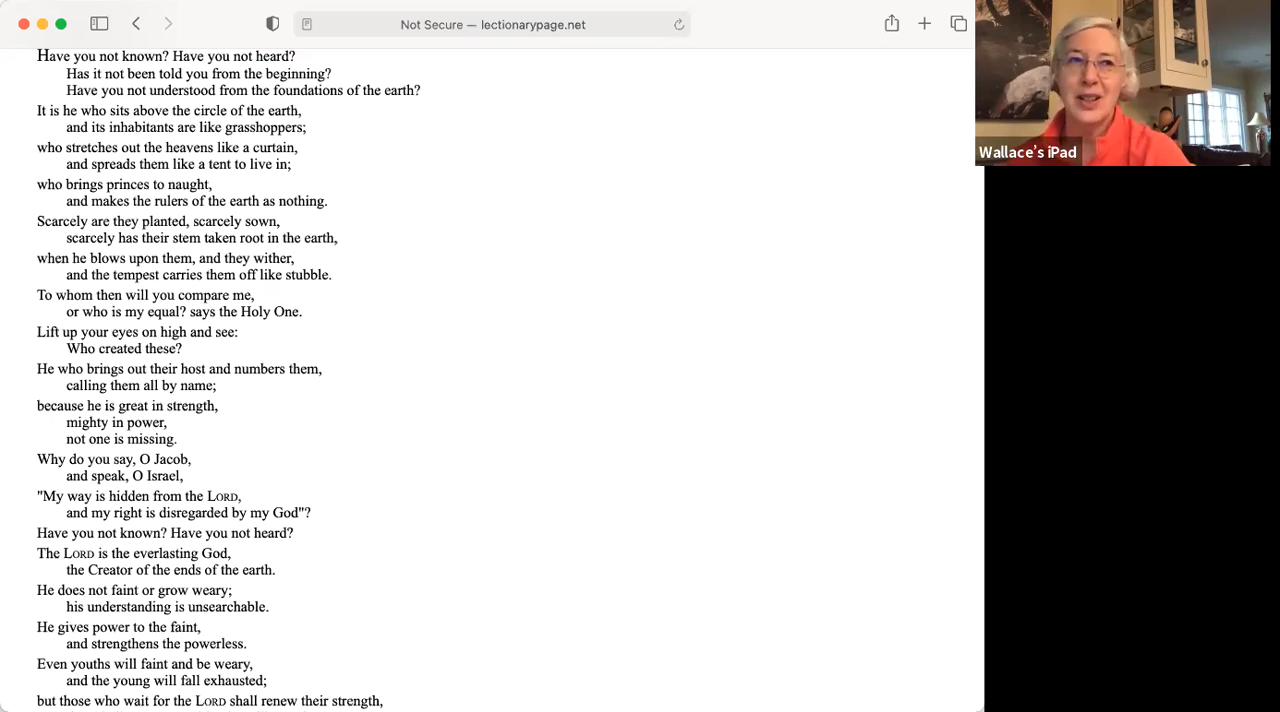 Not Secure — lectionarypage.net
Have you not known? Have you not heard?
Has it not been told you from the beginning?
Have you not understood from the foundations of the earth?
It is he who sits above the circle of the earth,
and its inhabitants are like grasshoppers;
who stretches out the heavens like a curtain,
and spreads them like a tent to live in;
who brings princes to naught,
and makes the rulers of the earth as nothing.
Scarcely are they planted, scarcely sown,
scarcely has their stem taken root in the earth,
when he blows upon them, and they wither,
and the tempest carries them off like stubble.
To whom then will you compare me,
or who is my equal? says the Holy One.
Lift up your eyes on high and see:
Who created these?
He who brings out their host and numbers them,
calling them all by name;
because he is great in strength,
mighty in power,
not one is missing.
Why do you say, O Jacob,
and speak, O Israel,
"My way is hidden from the LORD,
and my right is disregarded by my God"?
Have you not known? Have you not heard?
The LORD is the everlasting God,
the Creator of the ends of the earth.
He does not faint or grow weary;
his understanding is unsearchable.
He gives power to the faint,
and strengthens the powerless.
Even youths will faint and be weary,
and the young will fall exhausted;
but those who wait for the LORD shall renew their strength,
Wallace's iPad